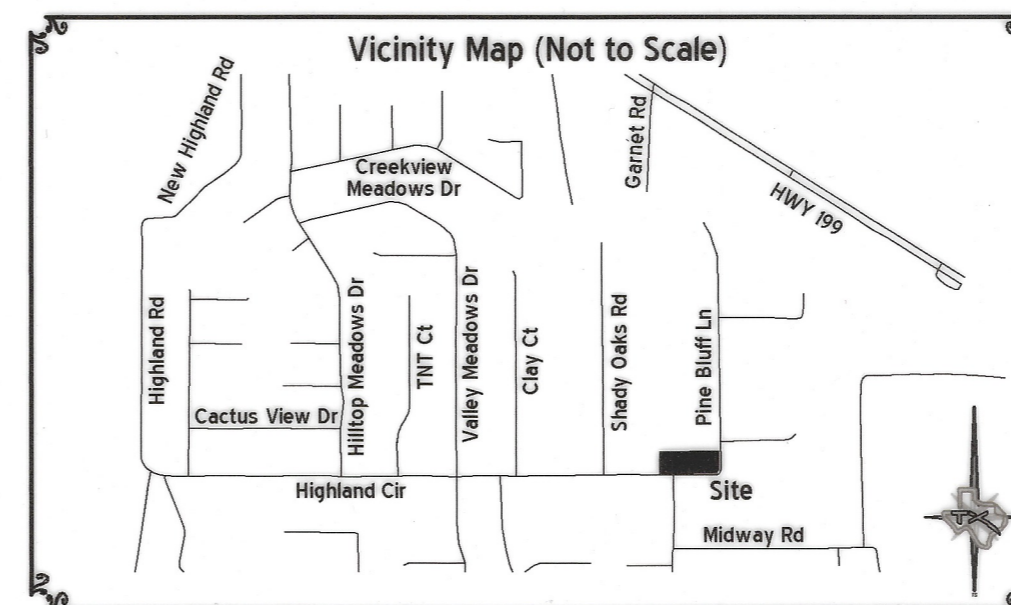 Vicinity Map (Not to Scale)
New Highland Rd
Creekview
Meadows Dr
Garnet Rd
HWY 199
Highland Rd
Cactus View Dr
Hilltop Meadows Dr
TNT Ct
Valley Meadows Dr
Clay Ct
Shady Oaks Rd
Pine Bluff Ln
Highland Cir
Site
Midway Rd
TX